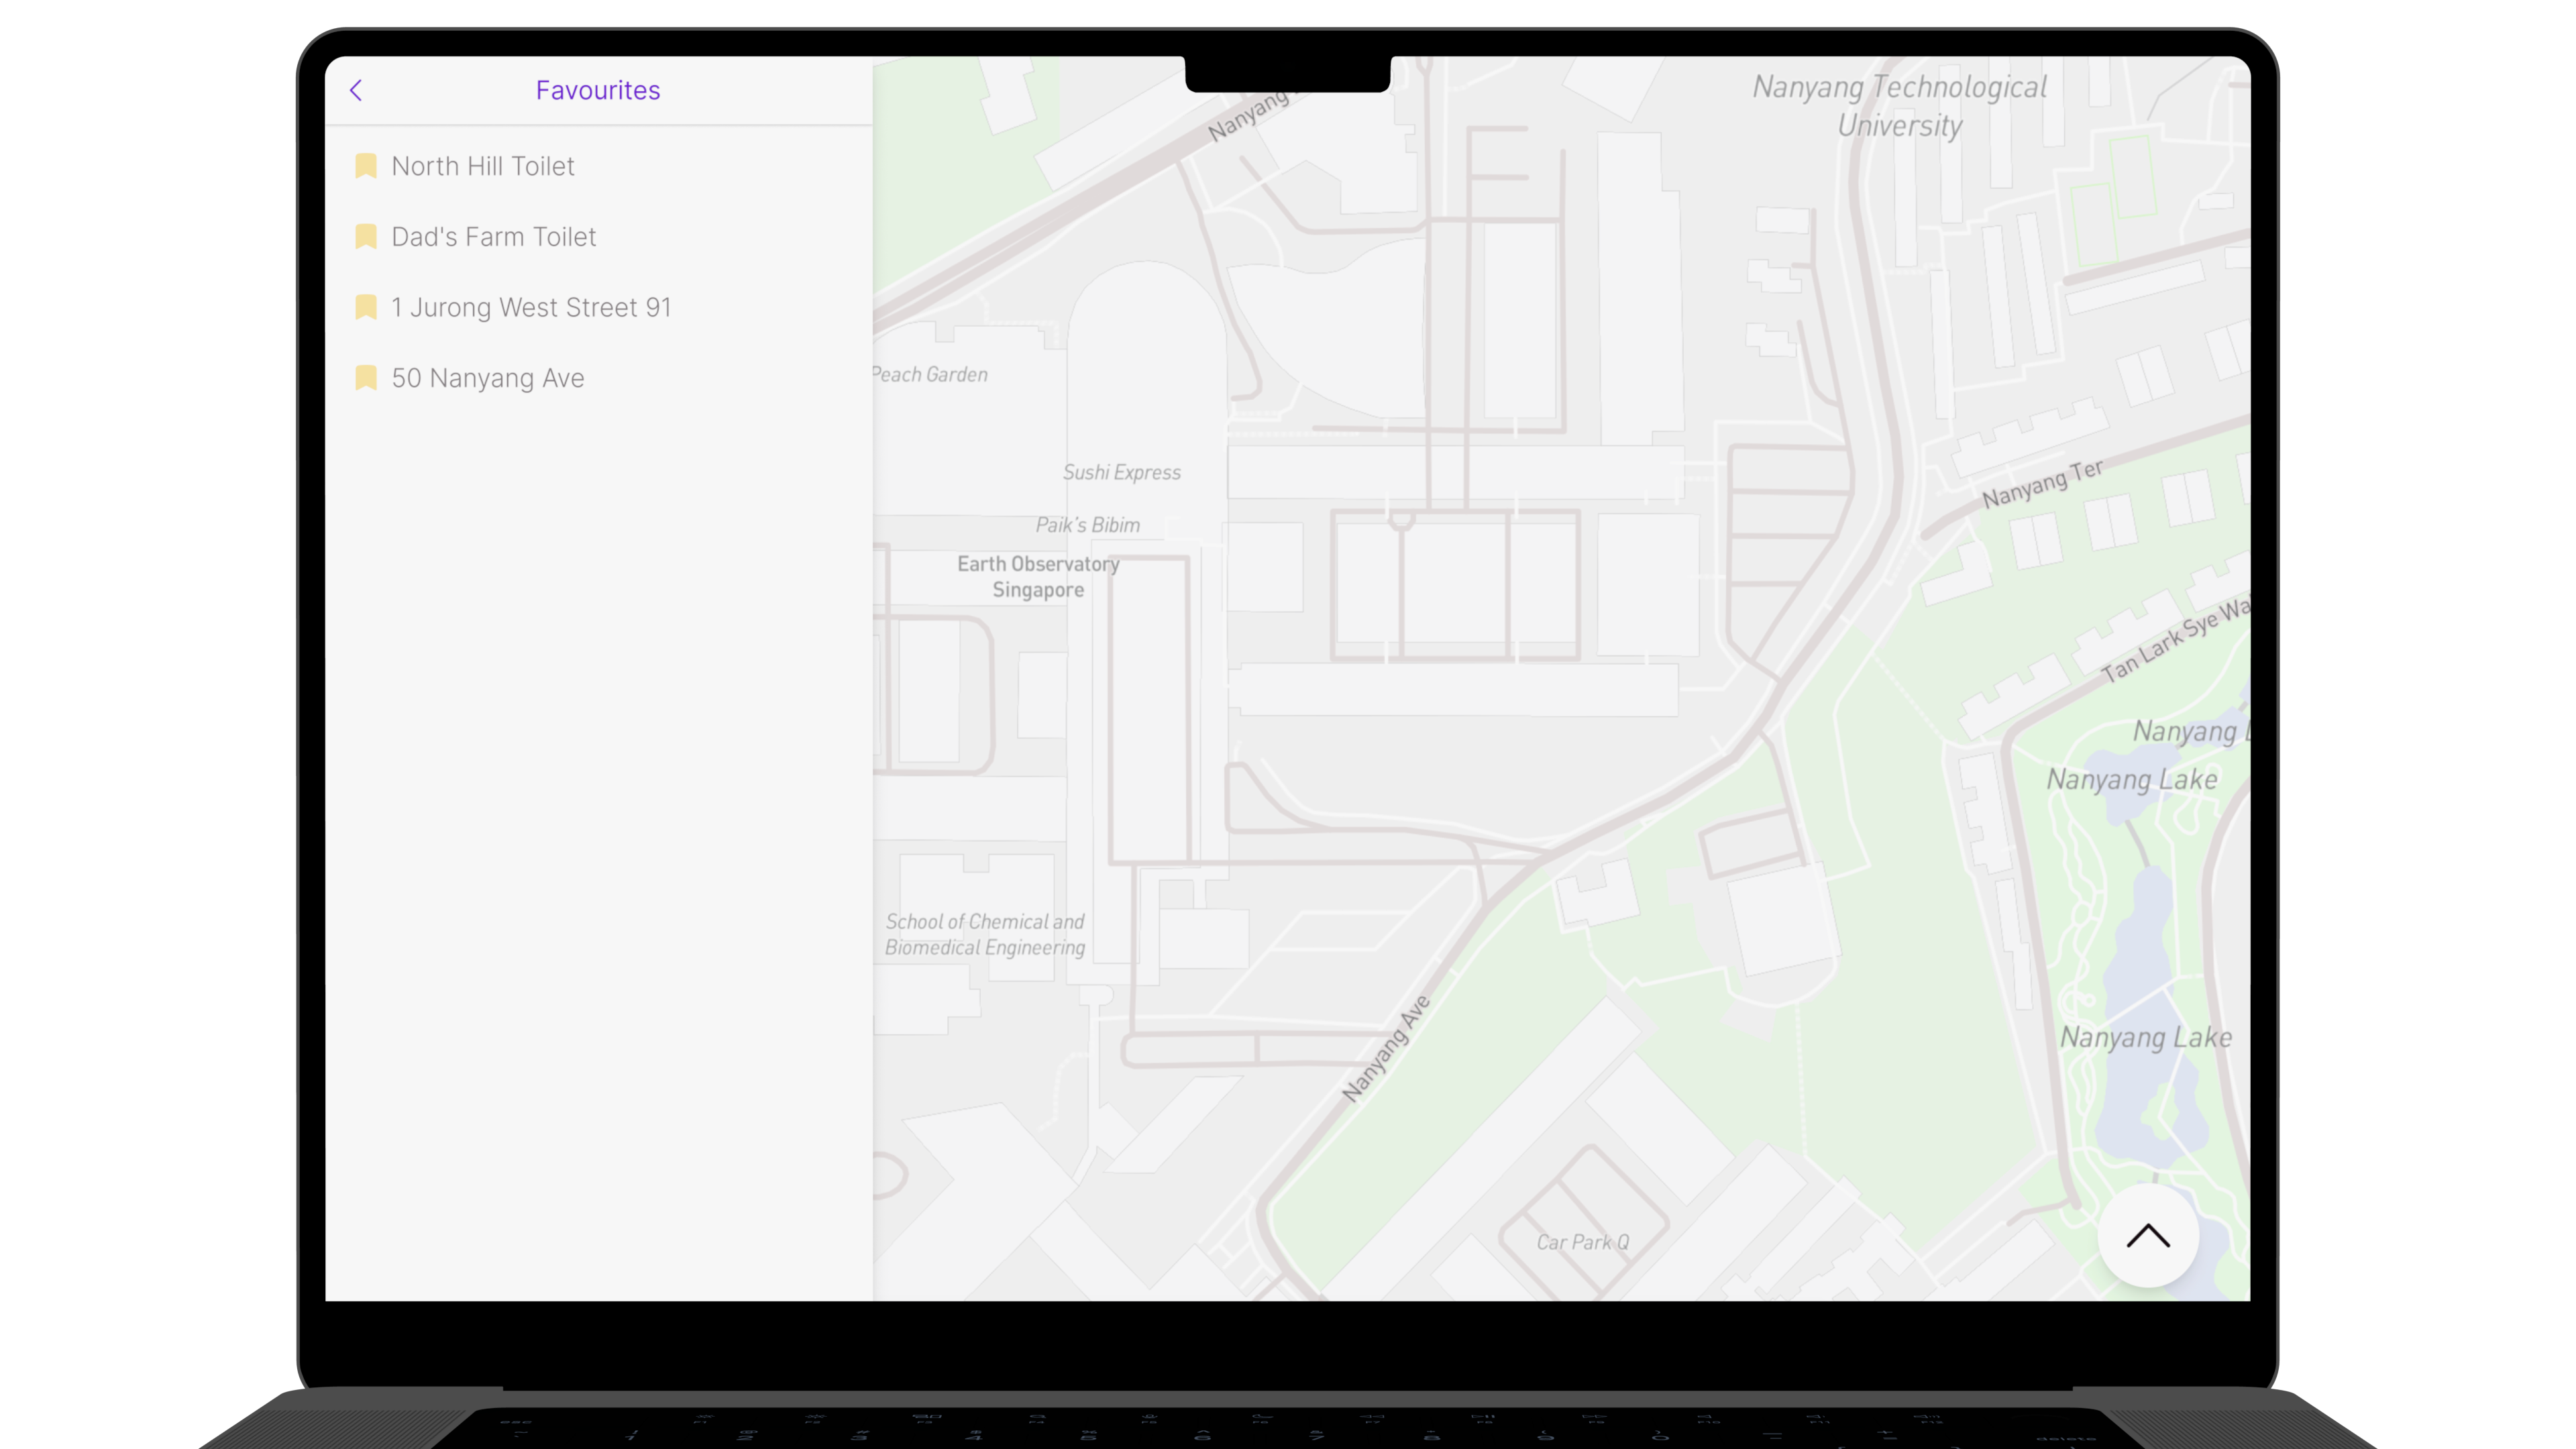 Favourites
North Hill Toilet
Dad's Farm Toilet
1 Jurong West Street 91
50 Nanyang Ave
Nanyang
Nanyang Technological
University
Peach Garden
Sushi Express
Paik's Bibim
Earth Observatory
Singapore
Nanyang Ter
Tan Lark Sye
Nanyang
Nanyang Lake
School of Chemical and
Biomedical Engineering
Nanyang Ave
Nanyang Lake
Car Park Q